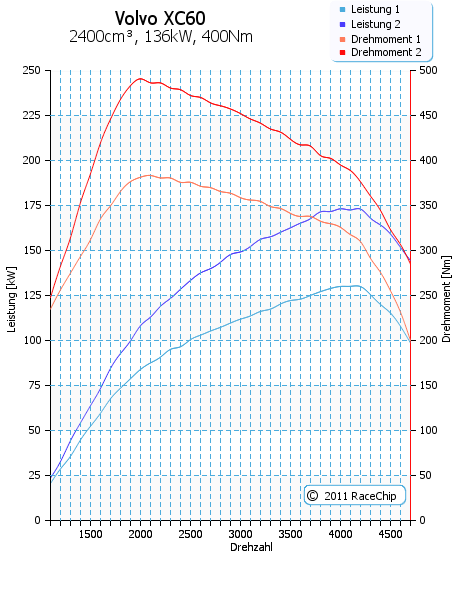 Volvo XC60
2400cm³, 136kW, 400Nm
Leistung 1
Leistung 2
Drehmoment 1
Drehmoment 2
250 500
225 450
200 400
175 350
150 300
125 250
100 200
75 150
50 100
25 50
0 0
Leistung [kW]
Drehmoment [Nm]
© 2011 RaceChip
1500 2000 2500 3000 3500 4000 4500
Drehzahl